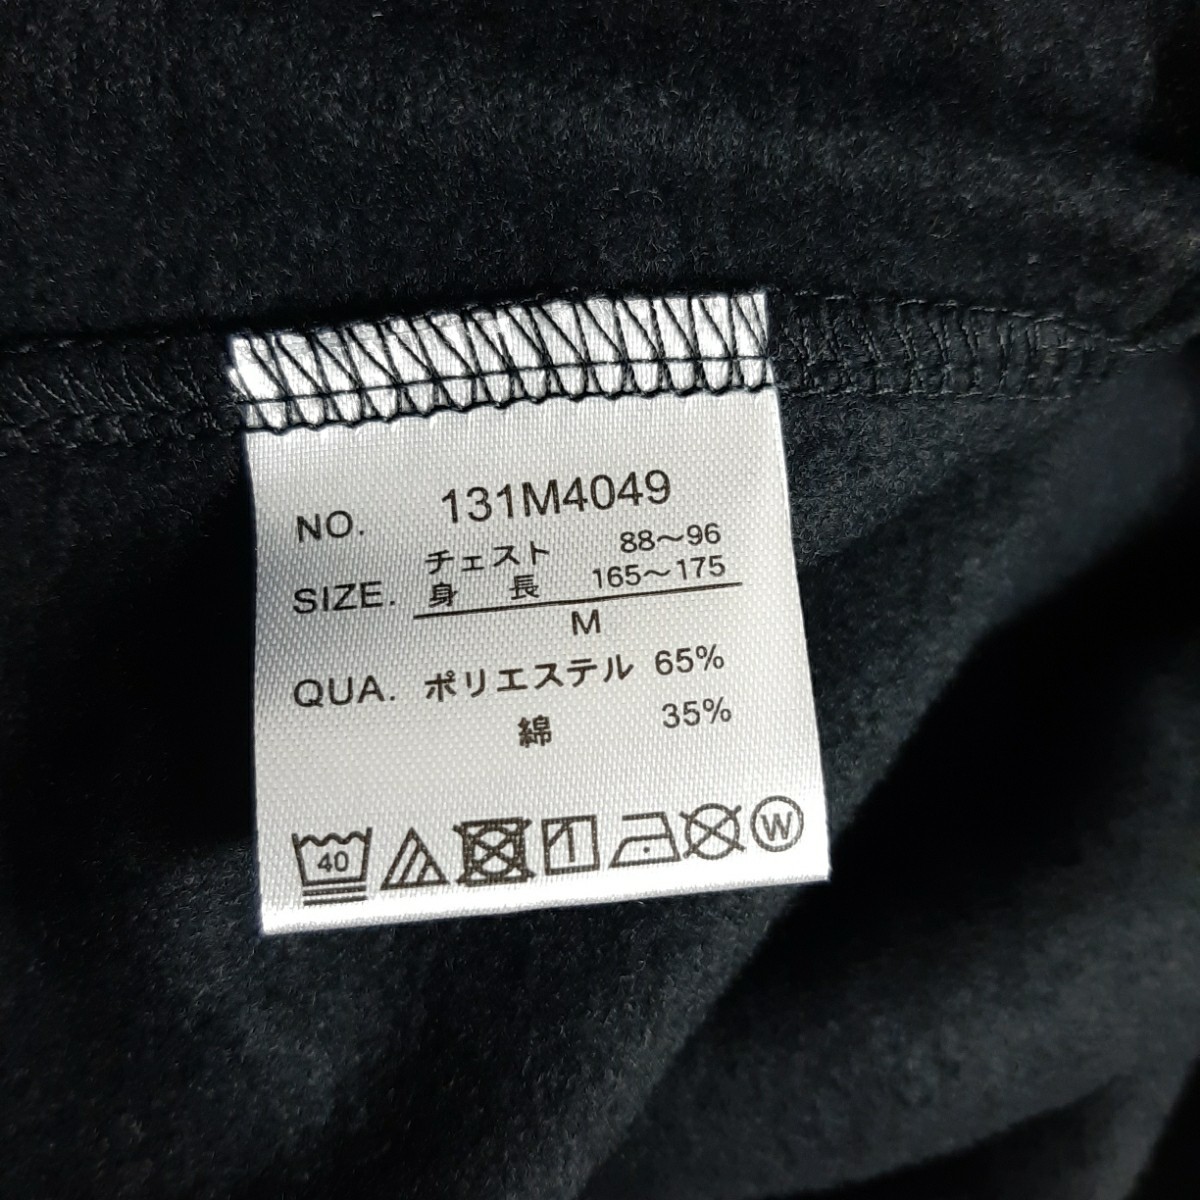 NO. 131M4049
チェスト 88〜96
SIZE. 身 長 165〜175
M
QUA. ポリエステル 65%
綿 35%
40 W